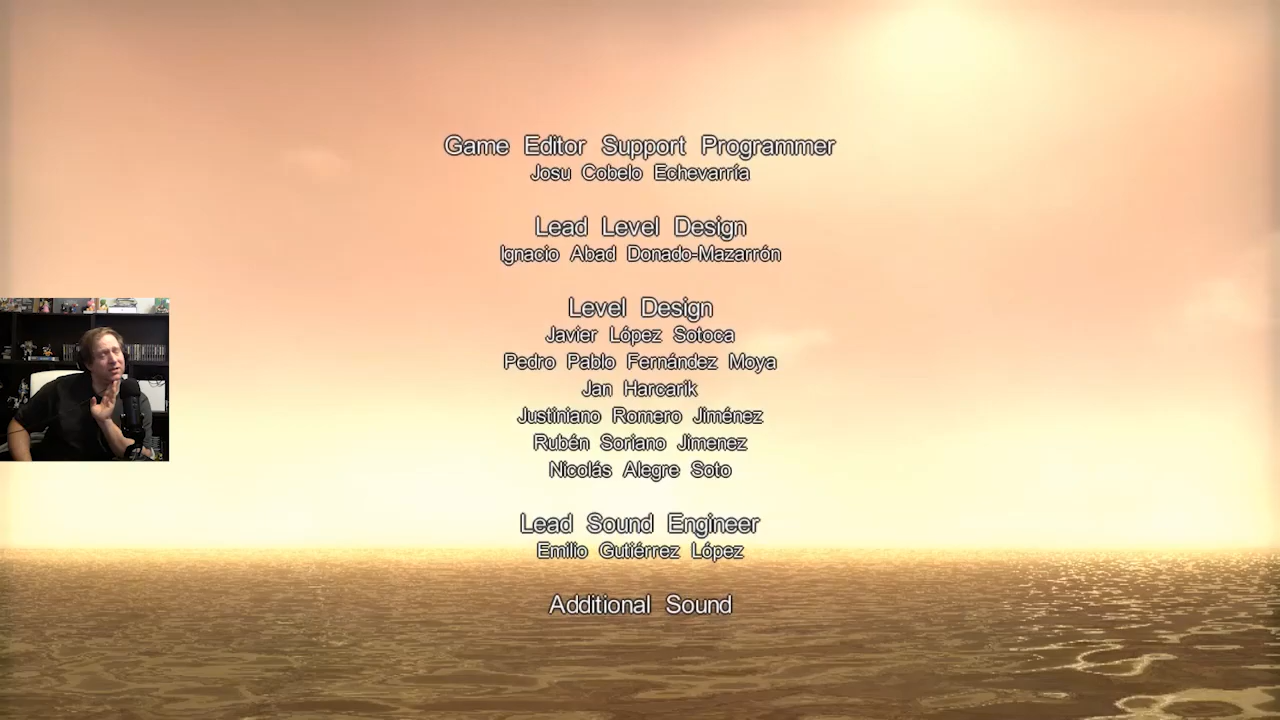 Game Editor Support Programmer
Josu Cobelo Echevarría
Lead Level Design
Ignacio Abad Donado-Mazarrón
Level Design
Javier López Sotoca
Pedro Pablo Fernández Moya
Jan Harcarik
Justiniano Romero Jiménez
Rubén Soriano Jimenez
Nicolás Alegre Soto
Lead Sound Engineer
Emilio Gutiérrez López
Additional Sound